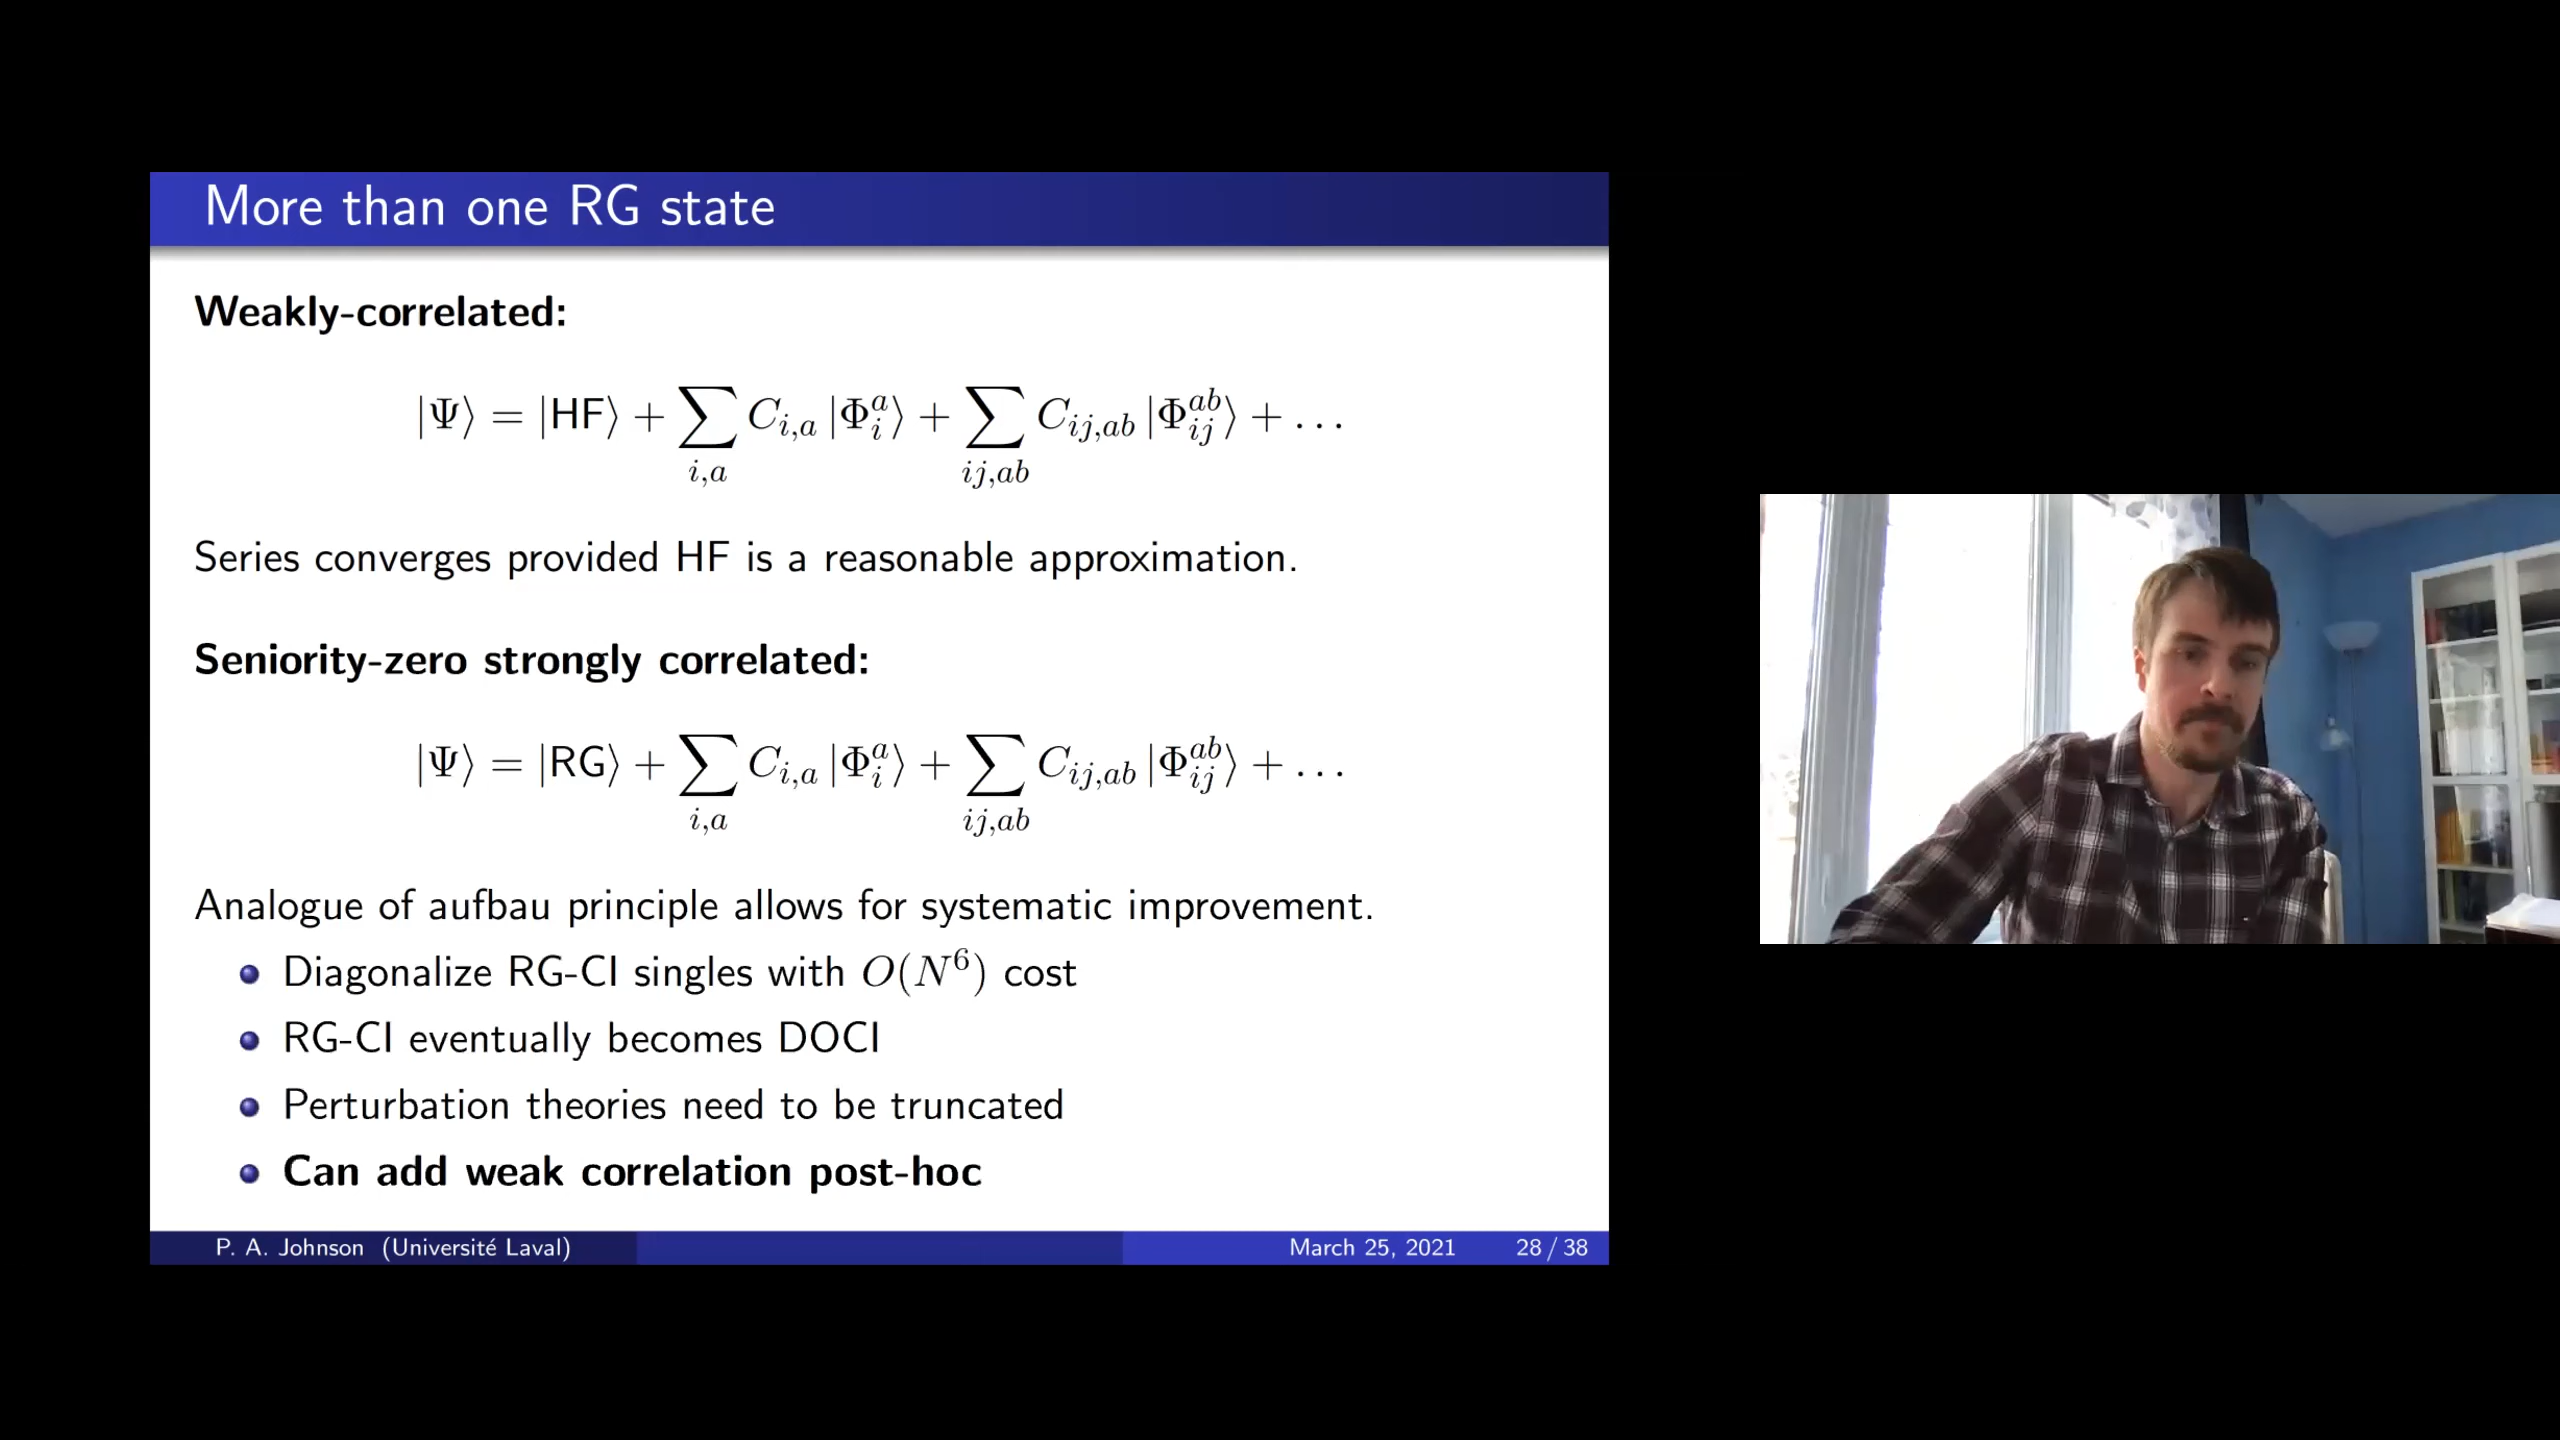 More than one RG state
Weakly-correlated:
|Ψ⟩ = |HF⟩ + ∑_{i,a} C_{i,a} |Φ_i^a⟩ + ∑_{ij,ab} C_{ij,ab} |Φ_{ij}^{ab}⟩ + ...
Series converges provided HF is a reasonable approximation.
Seniority-zero strongly correlated:
|Ψ⟩ = |RG⟩ + ∑_{i,a} C_{i,a} |Φ_i^a⟩ + ∑_{ij,ab} C_{ij,ab} |Φ_{ij}^{ab}⟩ + ...
Analogue of aufbau principle allows for systematic improvement.
Diagonalize RG-CI singles with O(N^6) cost
RG-CI eventually becomes DOCI
Perturbation theories need to be truncated
Can add weak correlation post-hoc
P. A. Johnson (Université Laval) March 25, 2021 28 / 38